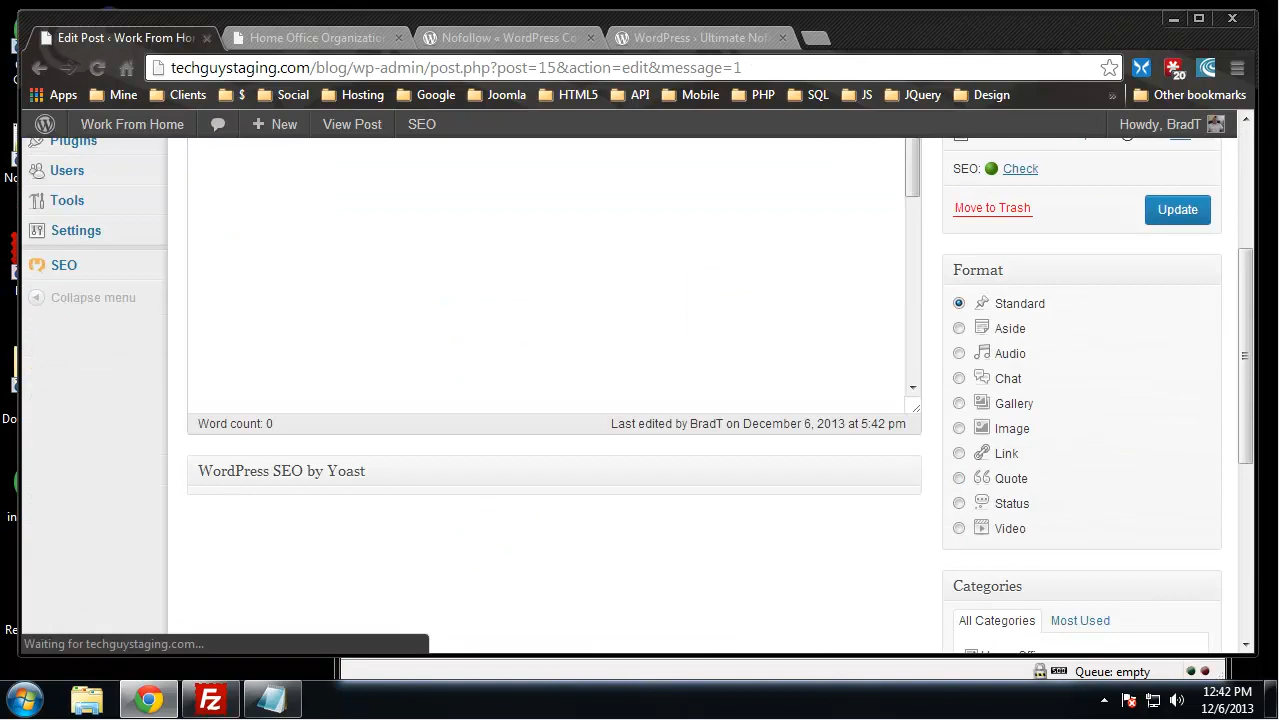 Edit Post ‹ Work From Ho
Home Office Organizatio
Nofollow « WordPress Co
WordPress › Ultimate Nof
techguystaging.com/blog/wp-admin/post.php?post=15&action=edit&message=1
20
Apps
Mine
Clients
$
Social
Hosting
Google
Joomla
HTML5
API
Mobile
PHP
SQL
JS
JQuery
Design
»
Other bookmarks
Work From Home
New
View Post
SEO
Howdy, BradT
Plugins
Users
Tools
Settings
SEO
Collapse menu
SEO: Check
Move to Trash
Update
Format
Standard
Aside
Audio
Chat
Gallery
Image
Link
Quote
Status
Video
Word count: 0
Last edited by BradT on December 6, 2013 at 5:42 pm
WordPress SEO by Yoast
Categories
All Categories
Most Used
Waiting for techguystaging.com...
Queue: empty
12:42 PM
12/6/2013